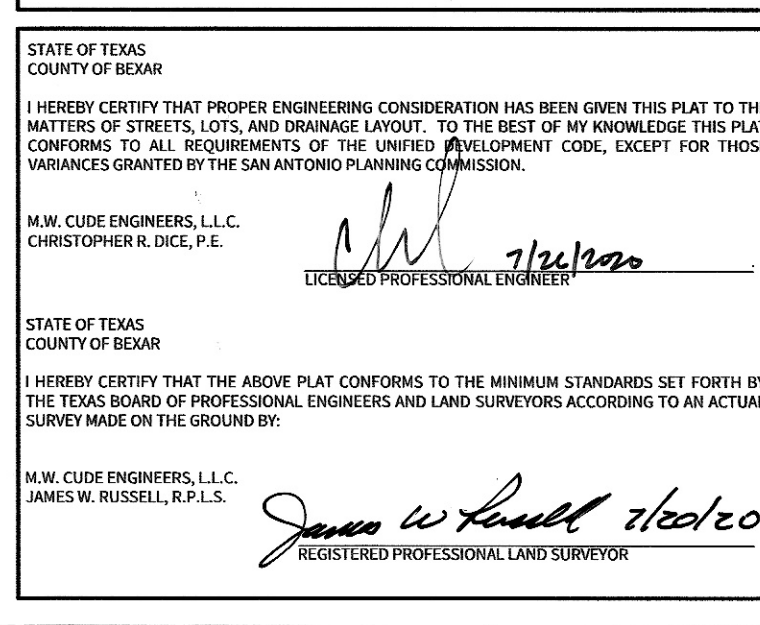 STATE OF TEXAS
COUNTY OF BEXAR
I HEREBY CERTIFY THAT PROPER ENGINEERING CONSIDERATION HAS BEEN GIVEN THIS PLAT TO TH
MATTERS OF STREETS, LOTS, AND DRAINAGE LAYOUT. TO THE BEST OF MY KNOWLEDGE THIS PLAT
CONFORMS TO ALL REQUIREMENTS OF THE UNIFIED DEVELOPMENT CODE, EXCEPT FOR THOS
VARIANCES GRANTED BY THE SAN ANTONIO PLANNING COMMISSION.
M.W. CUDE ENGINEERS, L.L.C.
CHRISTOPHER R. DICE, P.E.
7/26/2020
LICENSED PROFESSIONAL ENGINEER
STATE OF TEXAS
COUNTY OF BEXAR
I HEREBY CERTIFY THAT THE ABOVE PLAT CONFORMS TO THE MINIMUM STANDARDS SET FORTH BY
THE TEXAS BOARD OF PROFESSIONAL ENGINEERS AND LAND SURVEYORS ACCORDING TO AN ACTUAL
SURVEY MADE ON THE GROUND BY:
M.W. CUDE ENGINEERS, L.L.C.
JAMES W. RUSSELL, R.P.L.S.
James W Russell 7/20/20
REGISTERED PROFESSIONAL LAND SURVEYOR